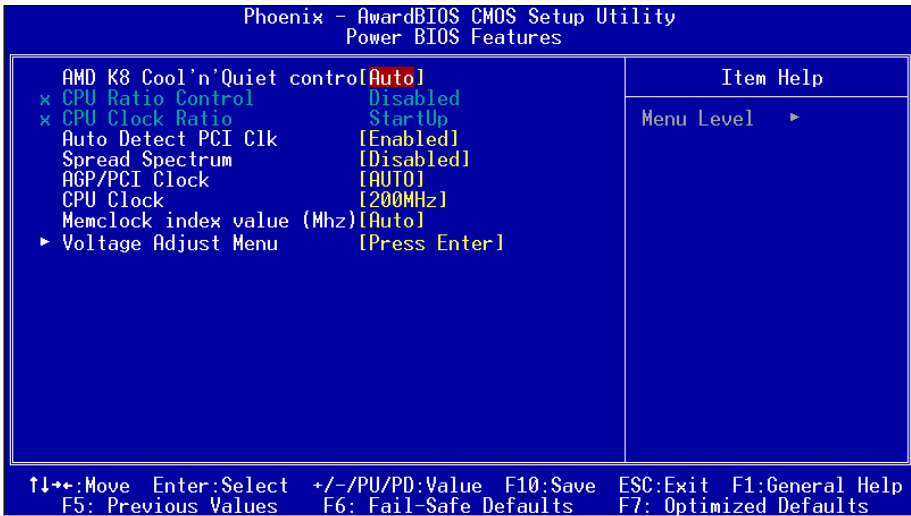 Phoenix - AwardBIOS CMOS Setup Utility
Power BIOS Features
AMD K8 Cool'n'Quiet contro[Auto]
Item Help
x CPU Ratio Control Disabled
x CPU Clock Ratio StartUp
Menu Level ▸
Auto Detect PCI Clk [Enabled]
Spread Spectrum [Disabled]
AGP/PCI Clock [AUTO]
CPU Clock [200MHz]
Memclock index value (Mhz)[Auto]
▸ Voltage Adjust Menu [Press Enter]
↑↓→←:Move Enter:Select +/-/PU/PD:Value F10:Save ESC:Exit F1:General Help
F5: Previous Values F6: Fail-Safe Defaults F7: Optimized Defaults